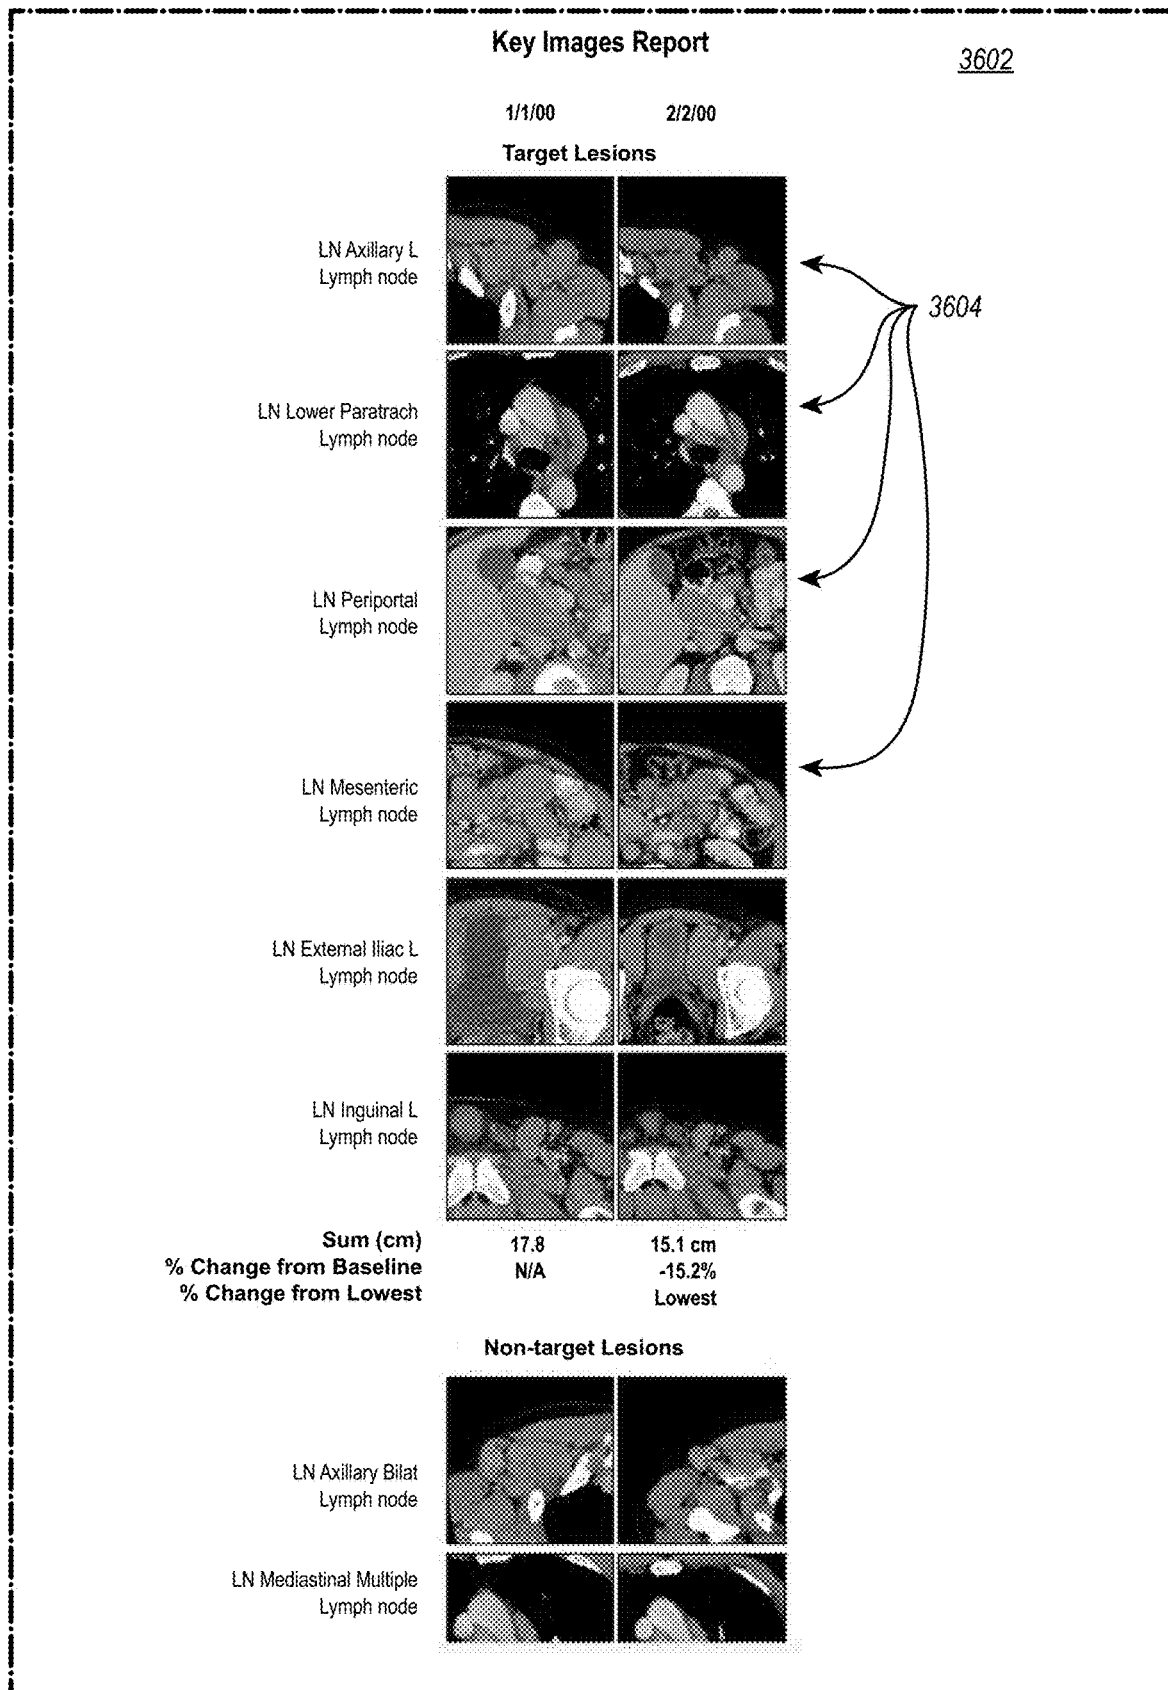 Key Images Report
3602
1/1/00 2/2/00
Target Lesions
LN Axillary L
Lymph node
3604
LN Lower Paratrach
Lymph node
LN Periportal
Lymph node
LN Mesenteric
Lymph node
LN External Iliac L
Lymph node
LN Inguinal L
Lymph node
Sum (cm) 17.8 15.1 cm
% Change from Baseline N/A -15.2%
% Change from Lowest Lowest
Non-target Lesions
LN Axillary Bilat
Lymph node
LN Mediastinal Multiple
Lymph node